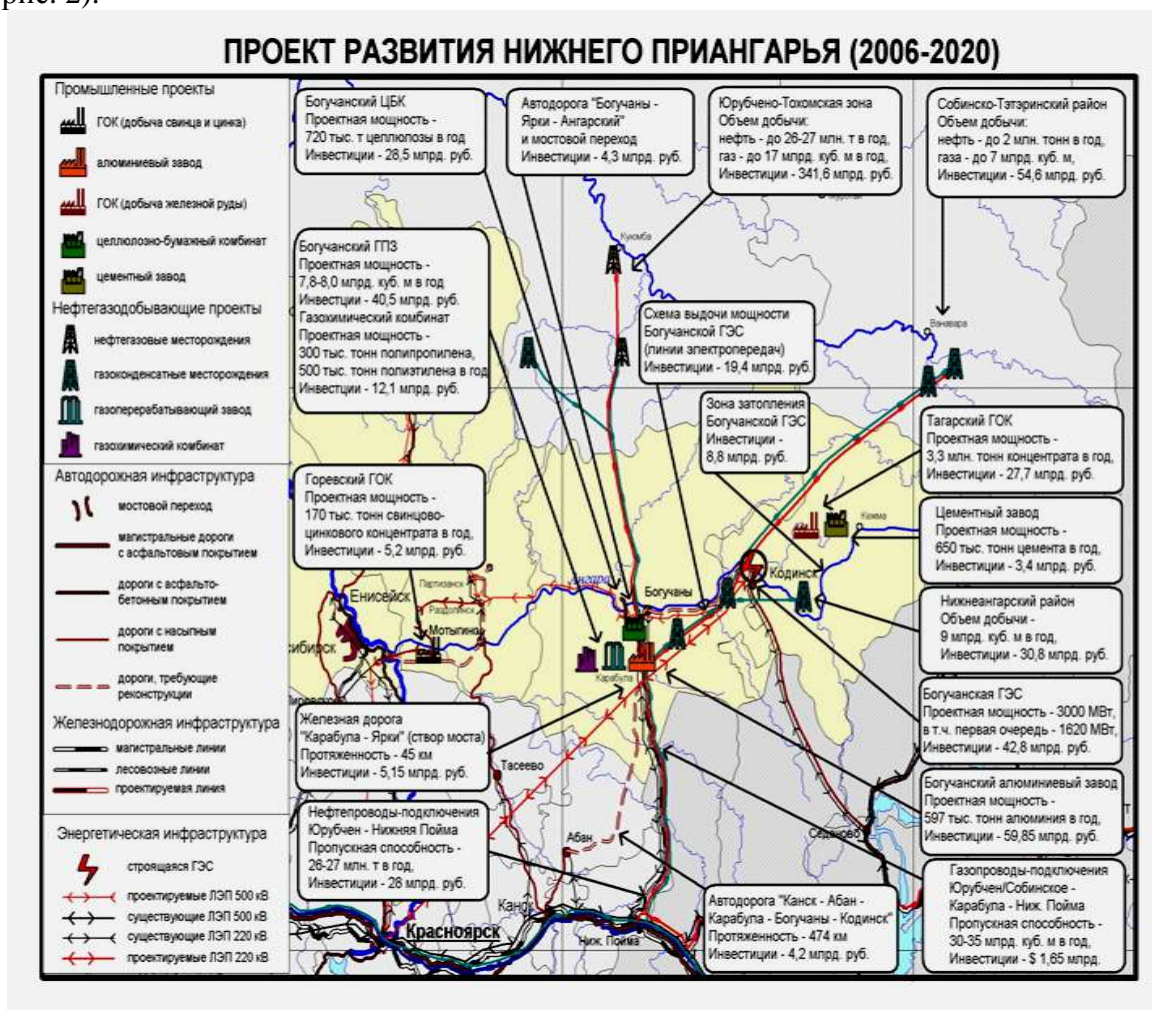 рис. 2).
ПРОЕКТ РАЗВИТИЯ НИЖНЕГО ПРИАНГАРЬЯ (2006-2020)
Промышленные проекты
ГОК (добыча свинца и цинка)
алюминиевый завод
ГОК (добыча железной руды)
целлюлозно-бумажный комбинат
цементный завод
Нефтегазодобывающие проекты
нефтегазовые месторождения
газоконденсатные месторождения
газоперерабатывающий завод
газохимический комбинат
Автодорожная инфраструктура
мостовой переход
магистральные дороги
с асфальтовым покрытием
дороги с асфальто-
бетонным покрытием
дороги с насыпным
покрытием
дороги, требующие
реконструкции
Железнодорожная инфраструктура
магистральные линии
лесовозные линии
проектируемая линия
Энергетическая инфраструктура
строящаяся ГЭС
проектируемые ЛЭП 500 кВ
существующие ЛЭП 500 кВ
существующие ЛЭП 220 кВ
проектируемые ЛЭП 220 кВ
Богучанский ЦБК
Проектная мощность -
720 тыс. т целлюлозы в год
Инвестиции - 28,5 млрд. руб.
Автодорога "Богучаны -
Ярки - Ангарский"
и мостовой переход
Инвестиции - 4,3 млрд. руб.
Юрубчено-Тохомская зона
Объем добычи:
нефть - до 26-27 млн. т в год,
газ - до 17 млрд. куб. м в год,
Инвестиции - 341,6 млрд. руб.
Собинско-Тэтэринский район
Объем добычи:
нефть - до 2 млн. тонн в год,
газа - до 7 млрд. куб. м,
Инвестиции - 54,6 млрд. руб.
Богучанский ГПЗ
Проектная мощность -
7,8-8,0 млрд. куб. м в год
Инвестиции - 40,5 млрд. руб.
Газохимический комбинат
Проектная мощность -
300 тыс. тонн полипропилена,
500 тыс. тонн полиэтилена в год
Инвестции - 12,1 млрд. руб.
Куюмба
Схема выдочи мощности
Богучанской ГЭС
(линии электропередач)
Инвестиции - 19,4 млрд. руб.
Ванавара
Зона затопления
Богучанской ГЭС
Инвестиции -
8,8 млрд. руб.
Тагарский ГОК
Проектная мощность -
3,3 млн. тонн концентрата в год,
Инвестиции - 27,7 млрд. руб.
Горевский ГОК
Проектная мощность -
170 тыс. тонн свинцово-
цинкового концентрата в год,
Инвестиции - 5,2 млрд. руб.
Кежма
Цементный завод
Проектная мощность -
650 тыс. тонн цемента в год,
Инвестиции - 3,4 млрд. руб.
Партизанск
Енисейск
Раздолинск
Мотыгино
Ангара
Богучаны
Кодинск
Нижнеангарский район
Объем добычи -
9 млрд. куб. м в год,
Инвестиции - 30,8 млрд. руб.
сибирск
Карабула
Богучанская ГЭС
Проектная мощность - 3000 МВт,
в т.ч. первая очередь - 1620 МВт,
Инвестиции - 42,8 млрд. руб.
Железная дорога
"Карабула - Ярки" (створ моста)
Протяженность - 45 км
Инвестиции - 5,15 млрд. руб.
Тасеево
Богучанский алюминиевый завод
Проектная мощность -
597 тыс. тонн алюминия в год,
Инвестиции - 59,85 млрд. руб.
Нефтепроводы-подключения
Юрубчен - Нижняя Пойма
Пропускная способность -
26-27 млн. т в год,
Инвестиции - 28 млрд. руб.
Абан
Седаново
Газопроводы-подключения
Юрубчен/Собинское -
Карабула - Ниж. Пойма
Пропускная способность -
30-35 млрд. куб. м в год,
Инвестиции - $ 1,65 млрд.
Автодорога "Канск - Абан -
Карабула - Богучаны - Кодинск"
Протяженность - 474 км
Инвестиции - 4,2 млрд. руб.
Канск
Красноярск
Ниж. Пойма